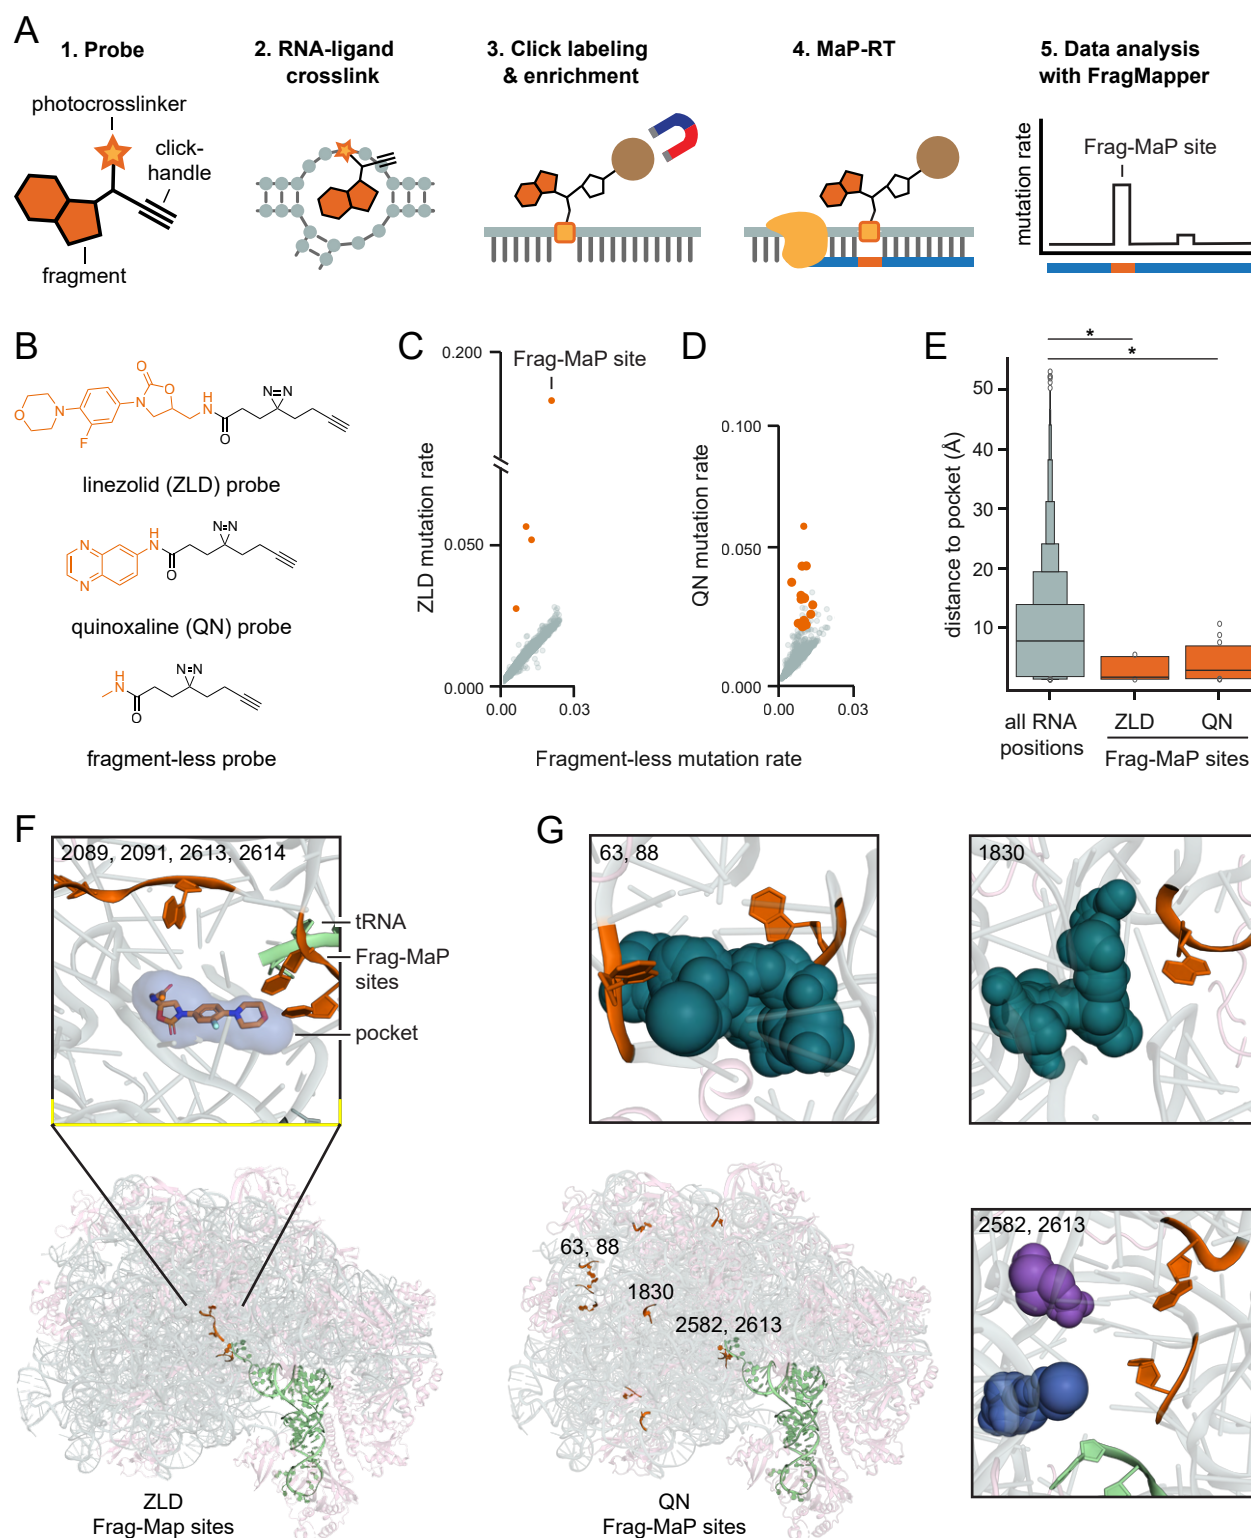 A
1. Probe
photocrosslinker
click-
handle
fragment
2. RNA-ligand
crosslink
3. Click labeling
& enrichment
4. MaP-RT
5. Data analysis
with FragMapper
mutation rate
Frag-MaP site
B
O
N
O
F
N
O
O
H
N
O
N=N
linezolid (ZLD) probe
N
N
H
N
O
N=N
quinoxaline (QN) probe
H
N
O
N=N
fragment-less probe
C
0.200
Frag-MaP site
ZLD mutation rate
0.050
0.000
0.00
0.03
D
0.100
QN mutation rate
0.050
0.000
0.00
0.03
Fragment-less mutation rate
E
*
*
distance to pocket (Å)
50
40
30
20
10
all RNA
positions
ZLD
QN
Frag-MaP sites
F
2089, 2091, 2613, 2614
tRNA
Frag-MaP
sites
pocket
ZLD
Frag-Map sites
G
63, 88
1830
63, 88
1830
2582, 2613
QN
Frag-MaP sites
2582, 2613